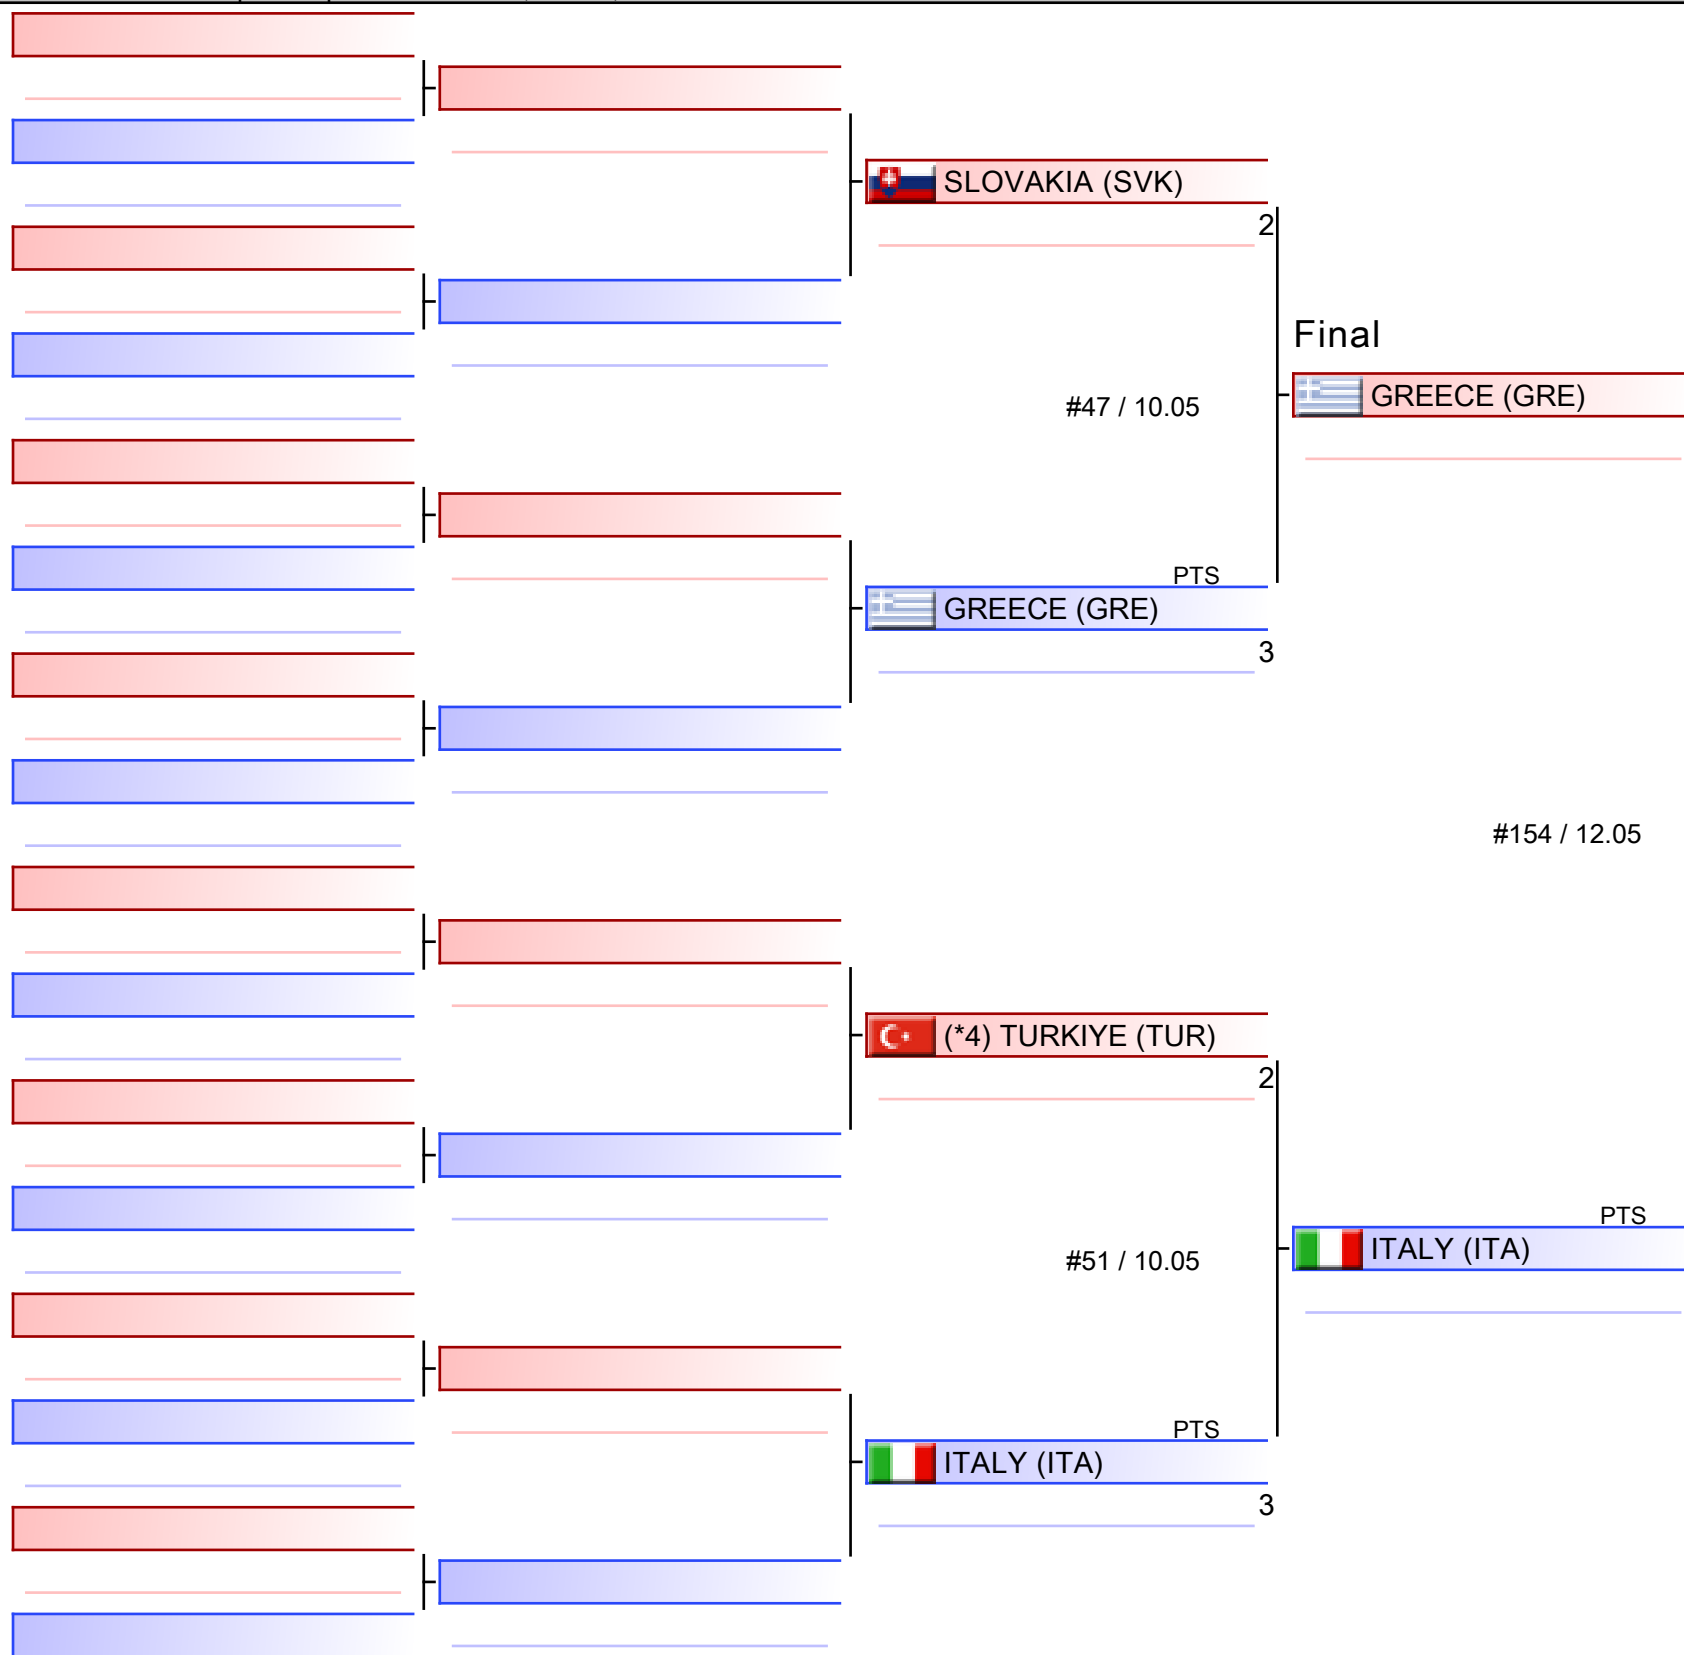 SLOVAKIA (SVK)
2
Final
#47 / 10.05
GREECE (GRE)
PTS
GREECE (GRE)
3
#154 / 12.05
(*4) TURKIYE (TUR)
2
#51 / 10.05
PTS
ITALY (ITA)
PTS
ITALY (ITA)
3